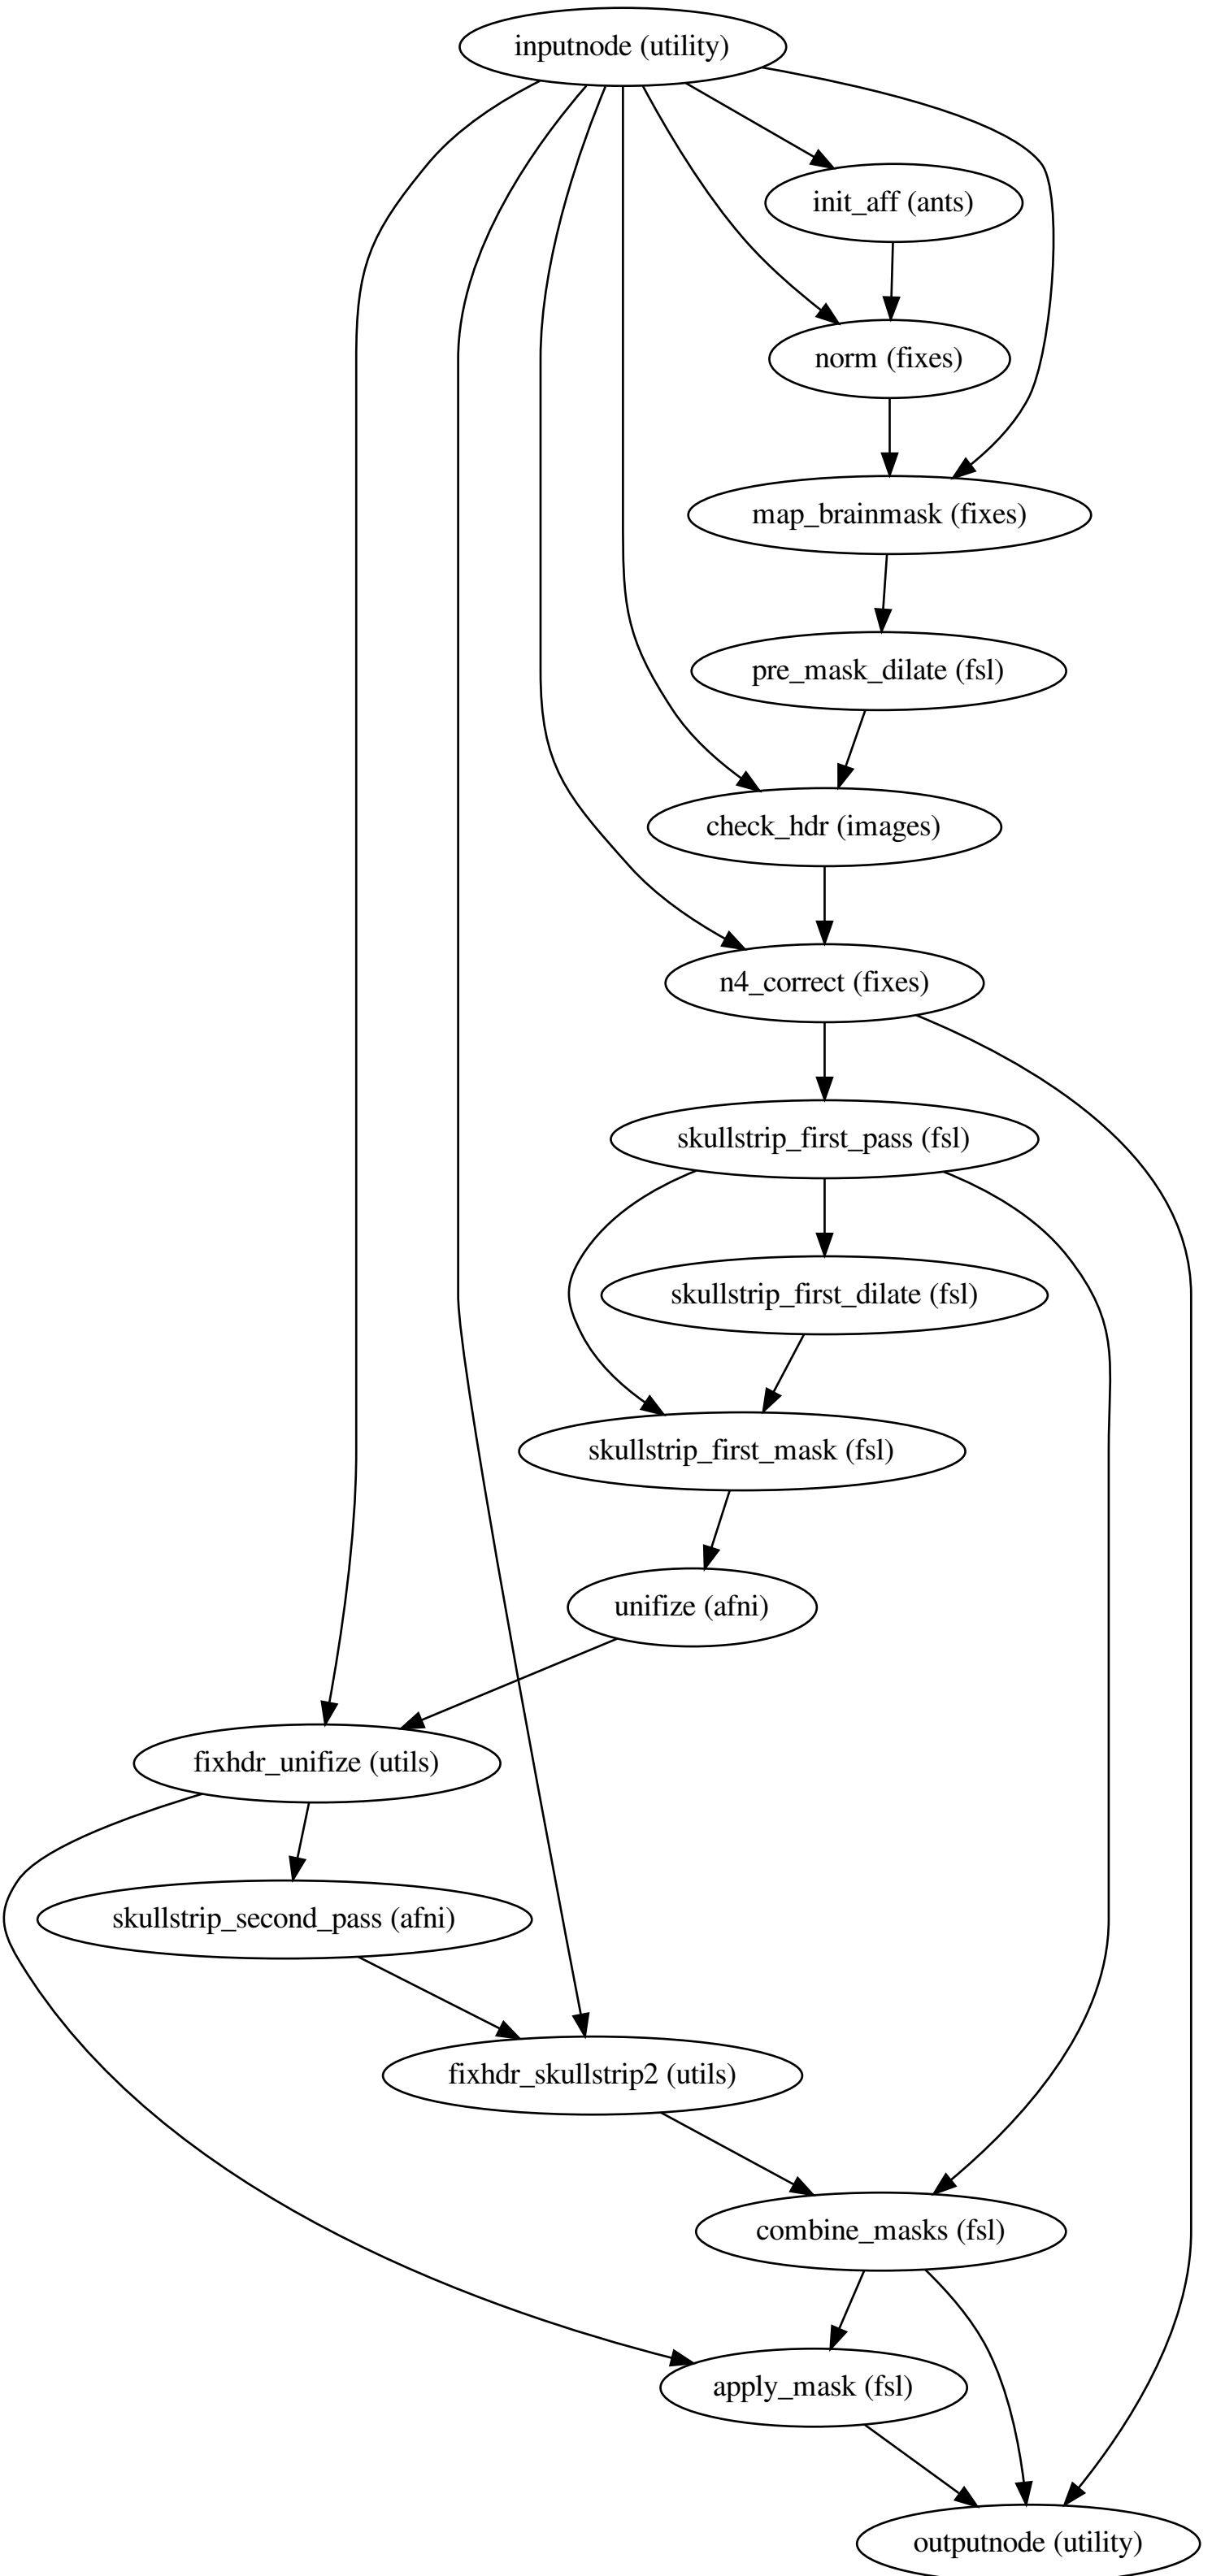 inputnode (utility)
init_aff (ants)
norm (fixes)
map_brainmask (fixes)
pre_mask_dilate (fsl)
check_hdr (images)
n4_correct (fixes)
skullstrip_first_pass (fsl)
skullstrip_first_dilate (fsl)
skullstrip_first_mask (fsl)
unifize (afni)
fixhdr_unifize (utils)
skullstrip_second_pass (afni)
fixhdr_skullstrip2 (utils)
combine_masks (fsl)
apply_mask (fsl)
outputnode (utility)